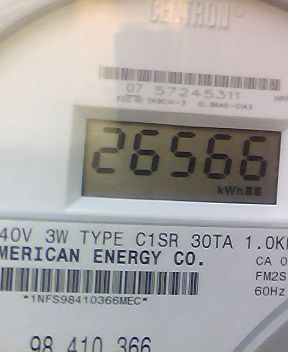 CELTRON
07 57245311
26566
kWh
40V 3W TYPE C1SR 30TA 1.0K
MERICAN ENERGY CO.
CA 0
FM2S
*1NFS98410366MEC*
60Hz
98 410 366